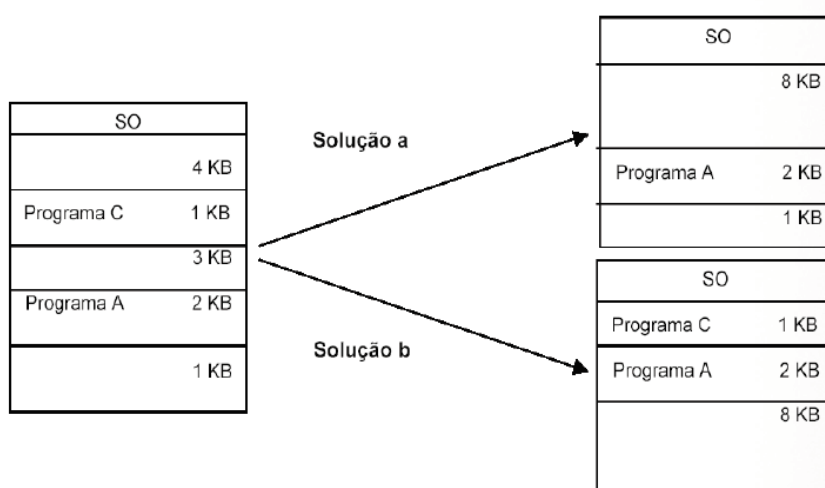 SO
4 KB
Programa C 1 KB
3 KB
Programa A 2 KB
1 KB
Solução a
Solução b
SO
8 KB
Programa A 2 KB
1 KB
SO
Programa C 1 KB
Programa A 2 KB
8 KB